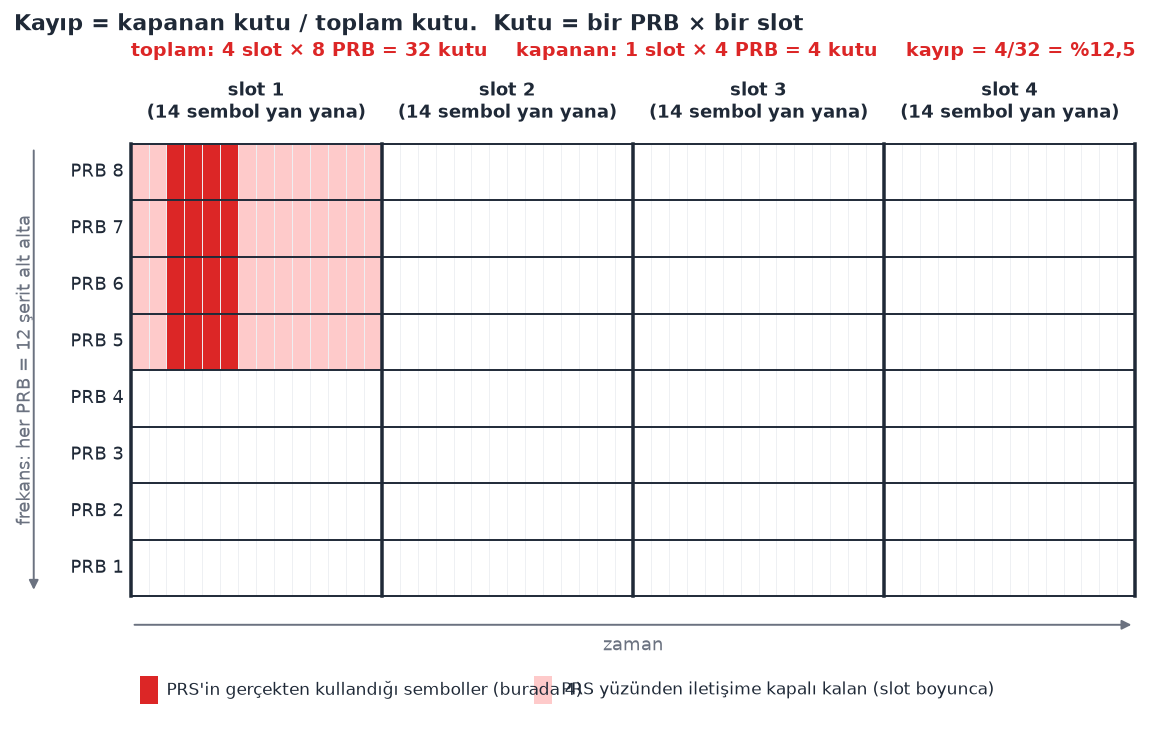 Kayıp = kapanan kutu / toplam kutu.  Kutu = bir PRB × bir slot
toplam: 4 slot × 8 PRB = 32 kutu    kapanan: 1 slot × 4 PRB = 4 kutu    kayıp = 4/32 = %12,5
slot 1
(14 sembol yan yana)
slot 2
(14 sembol yan yana)
slot 3
(14 sembol yan yana)
slot 4
(14 sembol yan yana)
frekans: her PRB = 12 şerit alt alta
PRB 8
PRB 7
PRB 6
PRB 5
PRB 4
PRB 3
PRB 2
PRB 1
zaman
PRS'in gerçekten kullandığı semboller (burada 4)
PRS yüzünden iletişime kapalı kalan (slot boyunca)